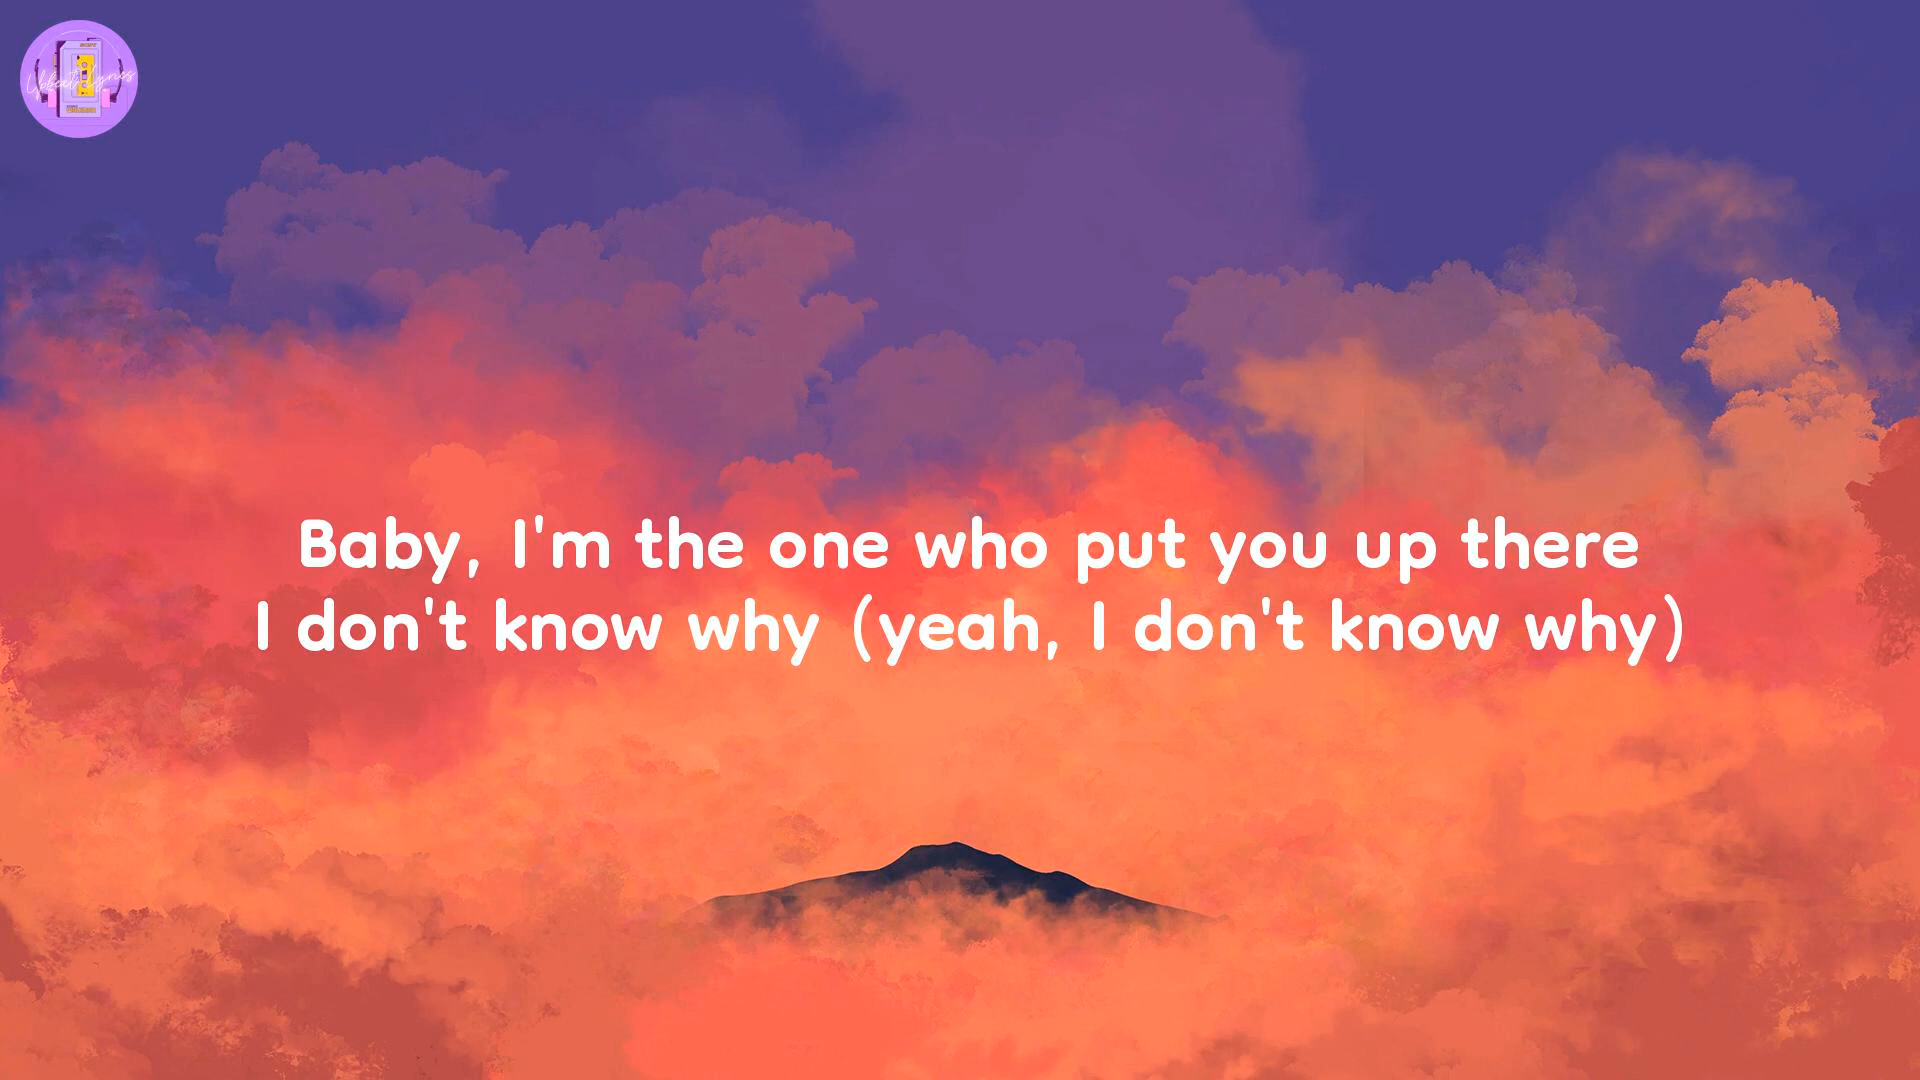 Baby, I'm the one who put you up there
I don't know why (yeah, I don't know why)